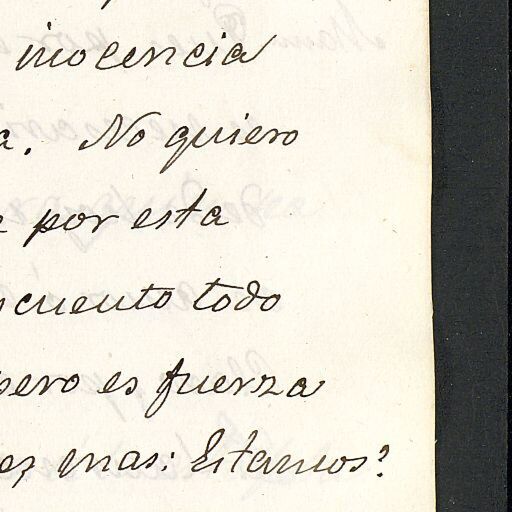 inocencia
a. No quiero
e por esta
cuento todo
pero es fuerza
ez mas: Estamos?